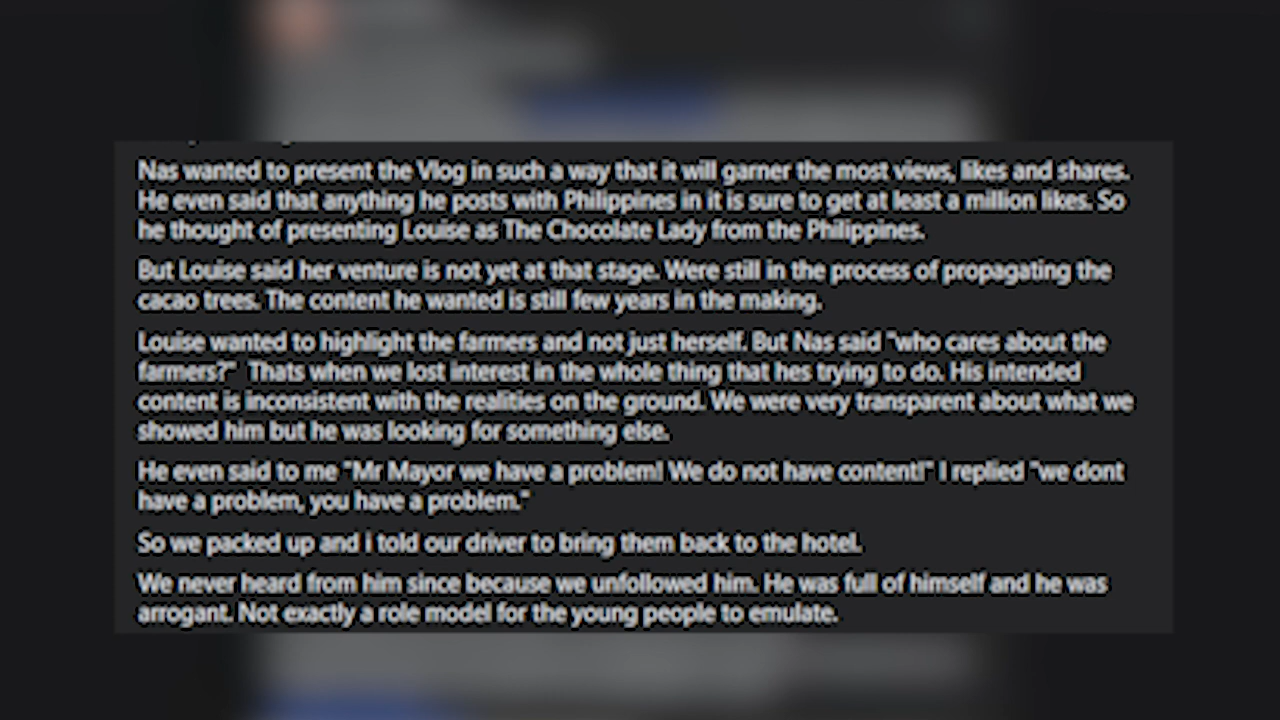 Nas wanted to present the Vlog in such a way that it will garner the most views, likes and shares.
He even said that anything he posts with Philippines in it is sure to get at least a million likes. So
he thought of presenting Louise as The Chocolate Lady from the Philippines.
But Louise said her venture is not yet at that stage. Were still in the process of propagating the
cacao trees. The content he wanted is still few years in the making.
Louise wanted to highlight the farmers and not just herself. But Nas said "who cares about the
farmers?" Thats when we lost interest in the whole thing that hes trying to do. His intended
content is inconsistent with the realities on the ground. We were very transparent about what we
showed him but he was looking for something else.
He even said to me "Mr Mayor we have a problem! We do not have content!" I replied "we dont
have a problem, you have a problem."
So we packed up and i told our driver to bring them back to the hotel.
We never heard from him since because we unfollowed him. He was full of himself and he was
arrogant. Not exactly a role model for the young people to emulate.